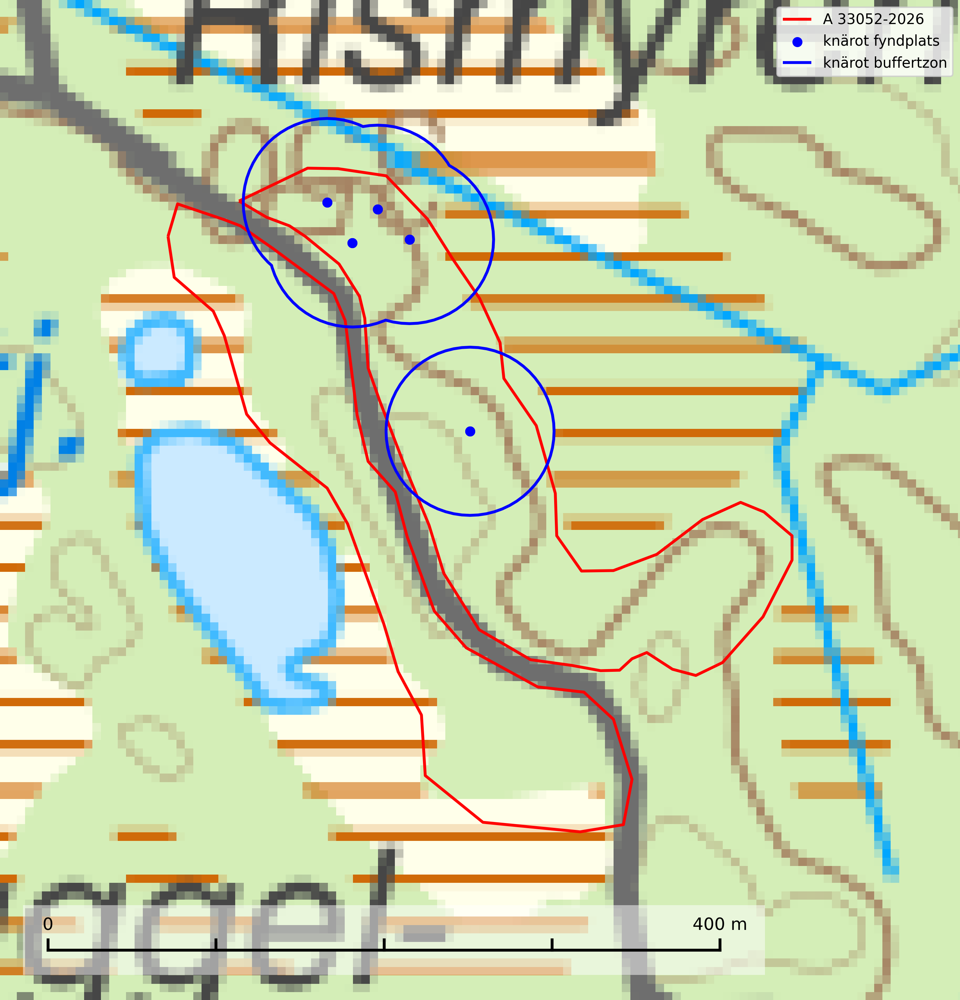 A 33052-2026
knärot fyndplats
knärot buffertzon
0
400 m